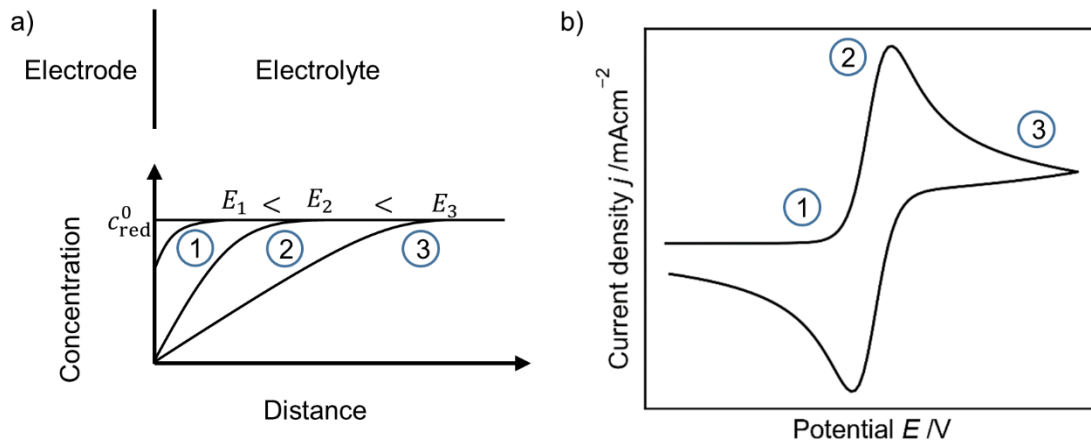 a)
Electrode
Electrolyte
c⁰red
E₁ < E₂ < E₃
1
2
3
Concentration
Distance
b)
2
3
1
Current density j /mAcm⁻²
Potential E /V